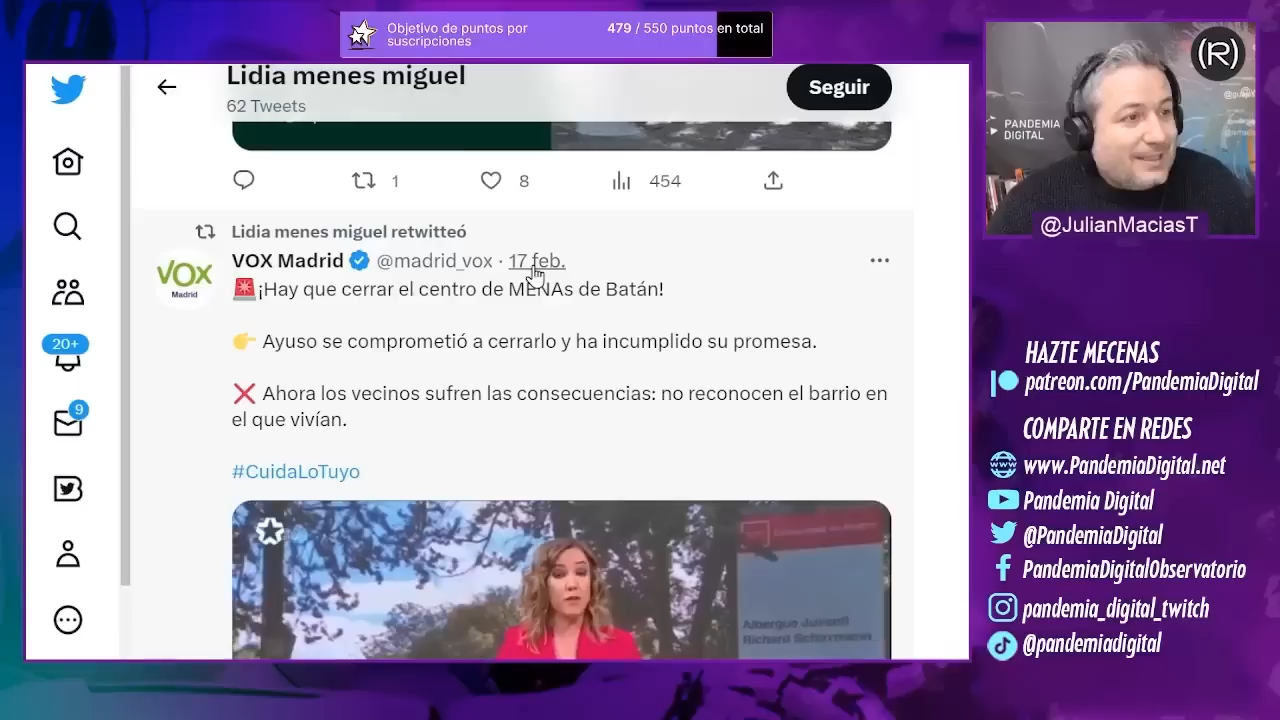 Objetivo de puntos por
suscripciones
479 / 550 puntos en total
Lidia menes miguel
62 Tweets
Seguir
1
8
454
Lidia menes miguel retwitteó
VOX Madrid @madrid_vox · 17 feb.
VOX
Madrid
🚨¡Hay que cerrar el centro de MENAs de Batán!
👉 Ayuso se comprometió a cerrarlo y ha incumplido su promesa.
❌ Ahora los vecinos sufren las consecuencias: no reconocen el barrio en
el que vivían.
#CuidaLoTuyo
Albergue Juvenil
Richard Schirrmann
20+
9
(R)
PANDEMIA
DIGITAL
@JulianMaciasT
HAZTE MECENAS
patreon.com/PandemiaDigital
COMPARTE EN REDES
www.PandemiaDigital.net
Pandemia Digital
@PandemiaDigital
PandemiaDigitalObservatorio
pandemia_digital_twitch
@pandemiadigital